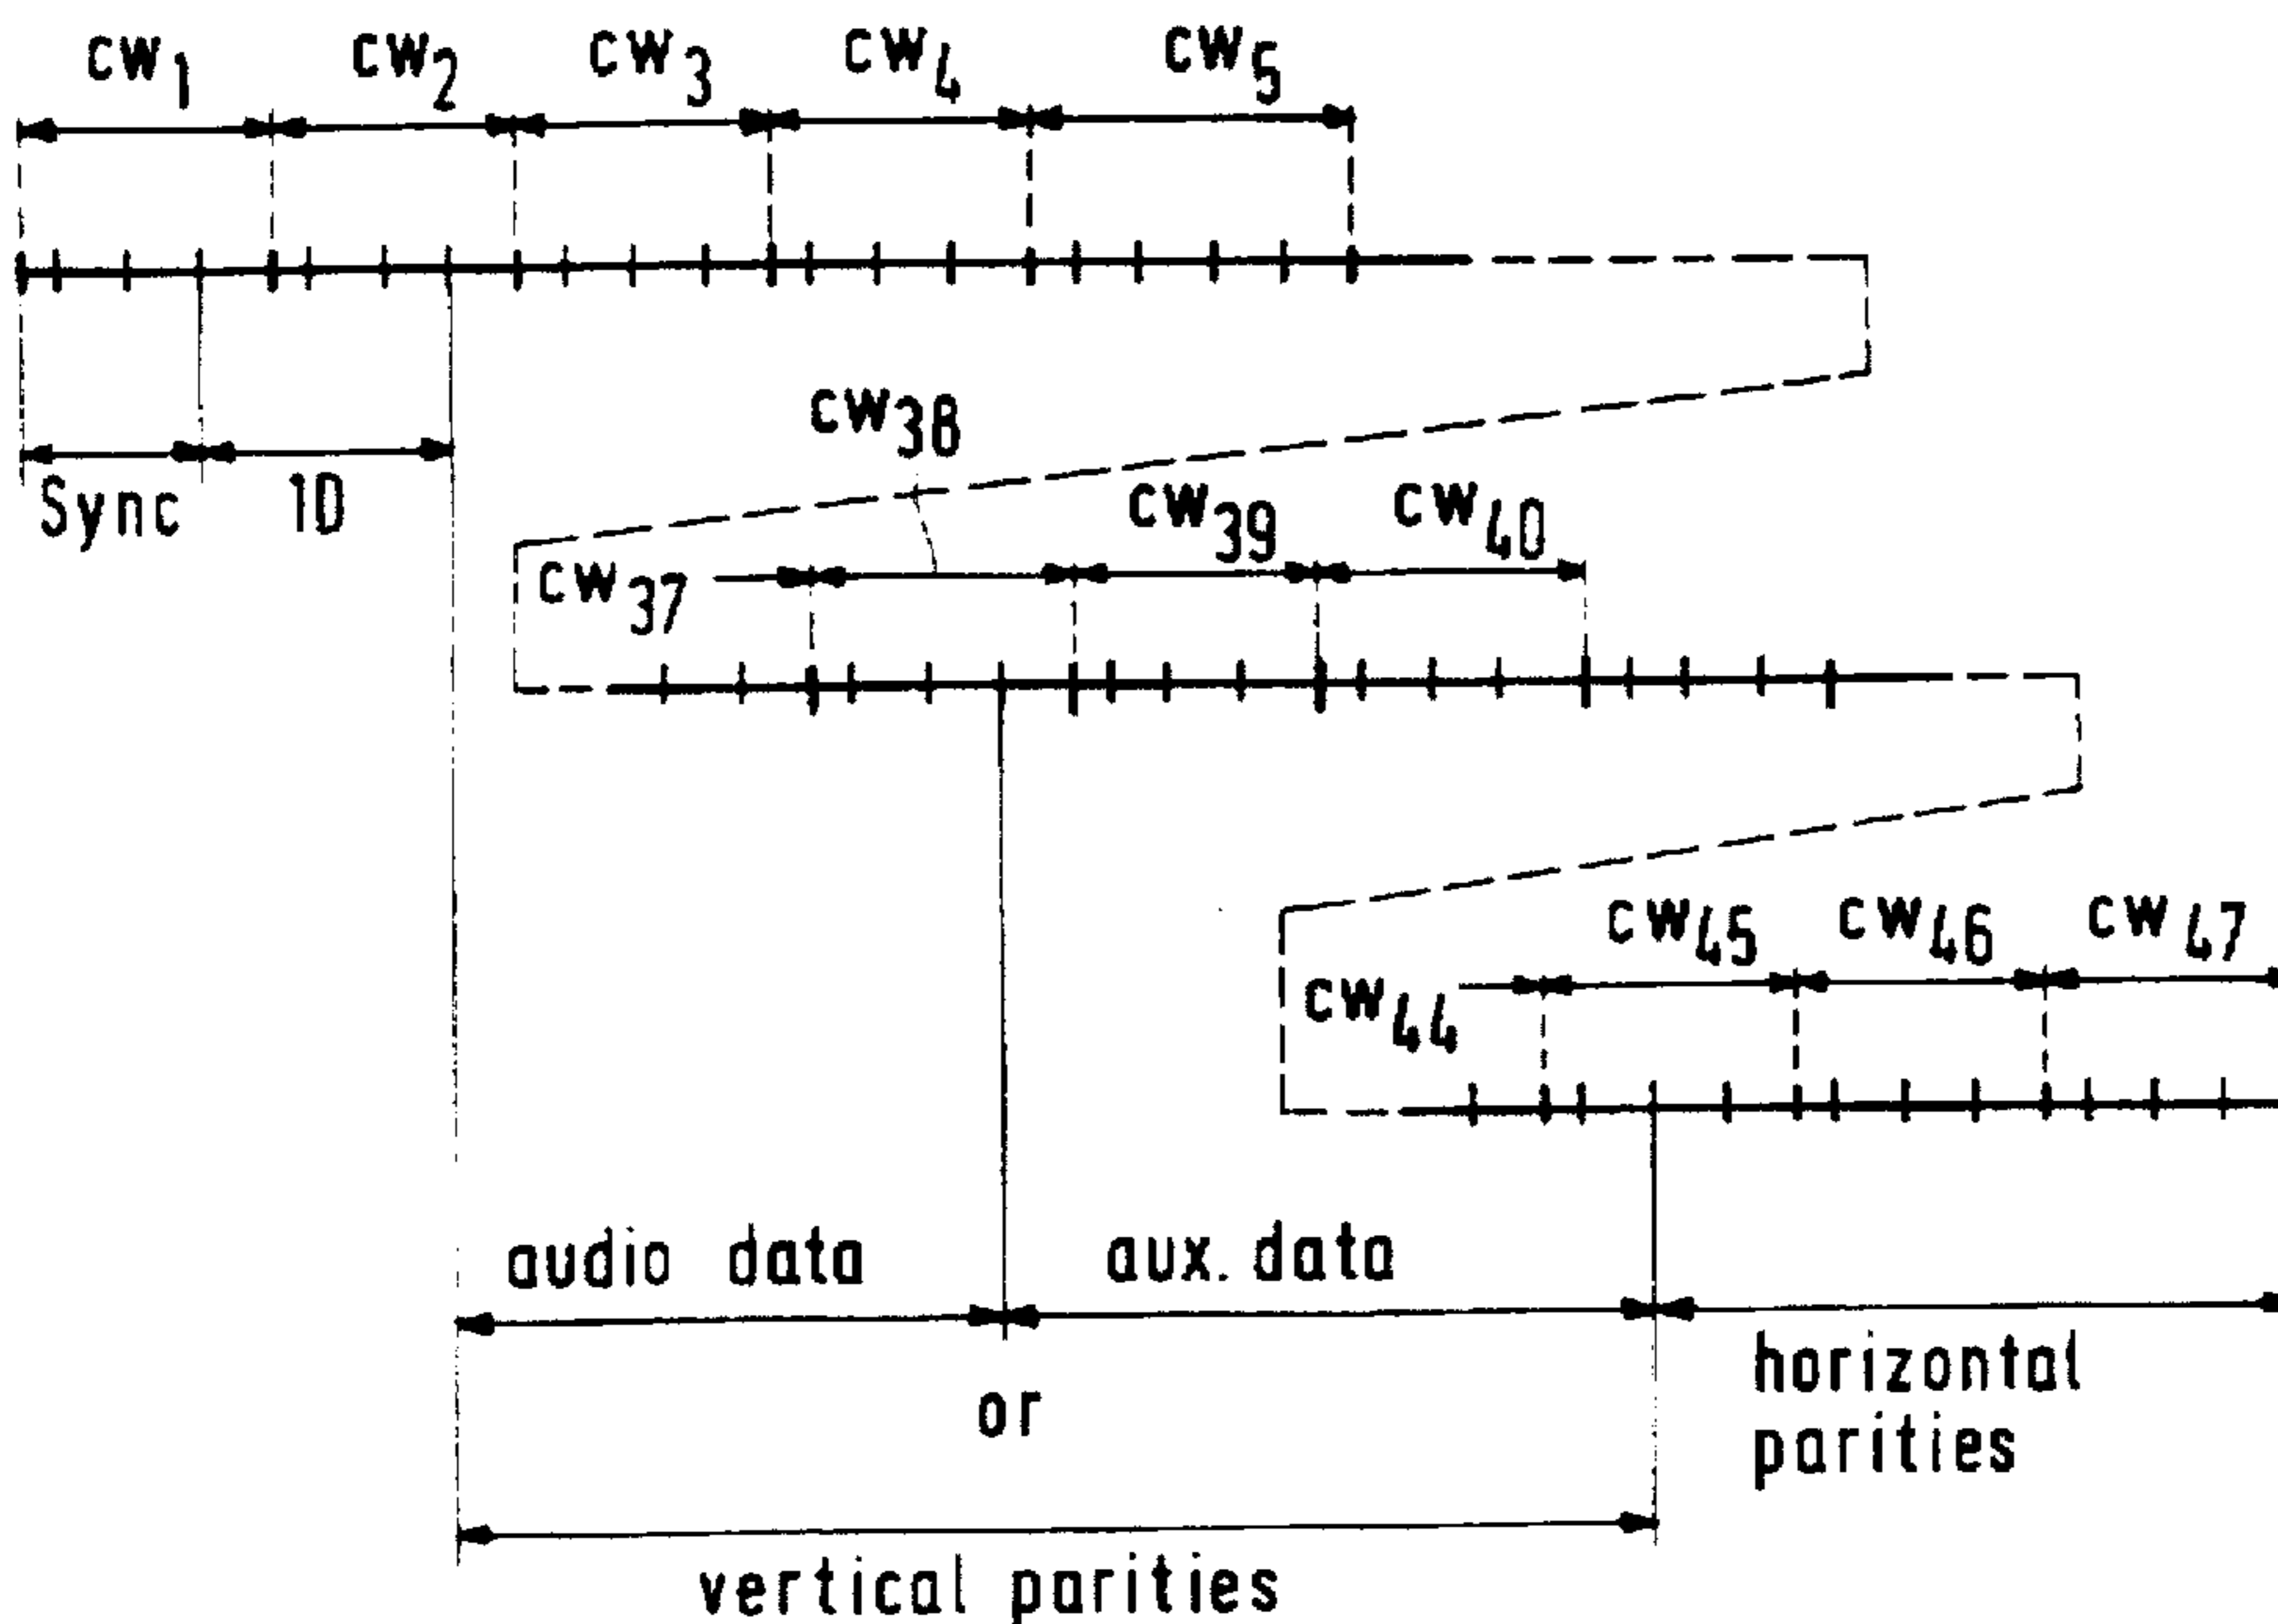 cw1 cw2 cw3 cw4 cw5
Sync 1D
cw38
cw39 cw40
cw37
cw45 cw46 cw47
cw44
audio data aux. data
or
horizontal
parities
vertical parities